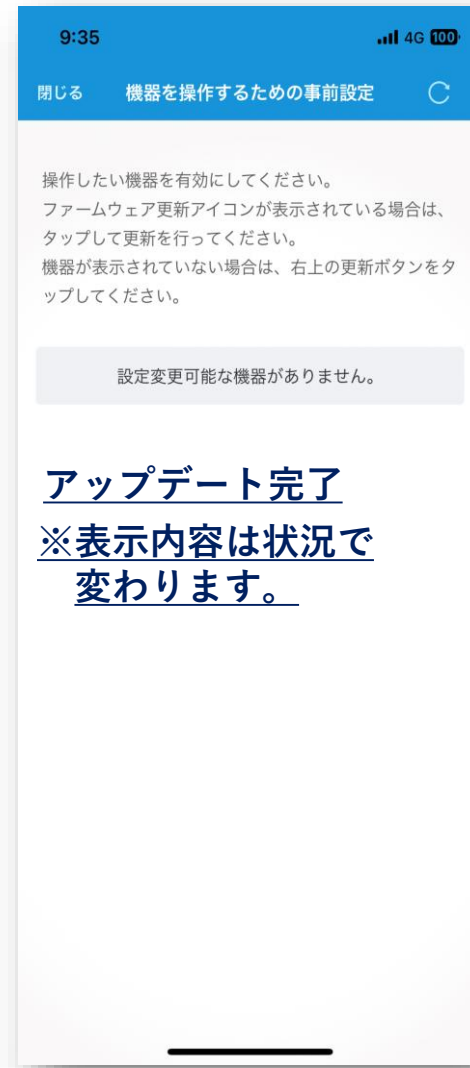 9:35
4G 100
閉じる 機器を操作するための事前設定
操作したい機器を有効にしてください。
ファームウェア更新アイコンが表示されている場合は、
タップして更新を行ってください。
機器が表示されていない場合は、右上の更新ボタンをタ
ップしてください。
設定変更可能な機器がありません。
アップデート完了
※表示内容は状況で
変わります。